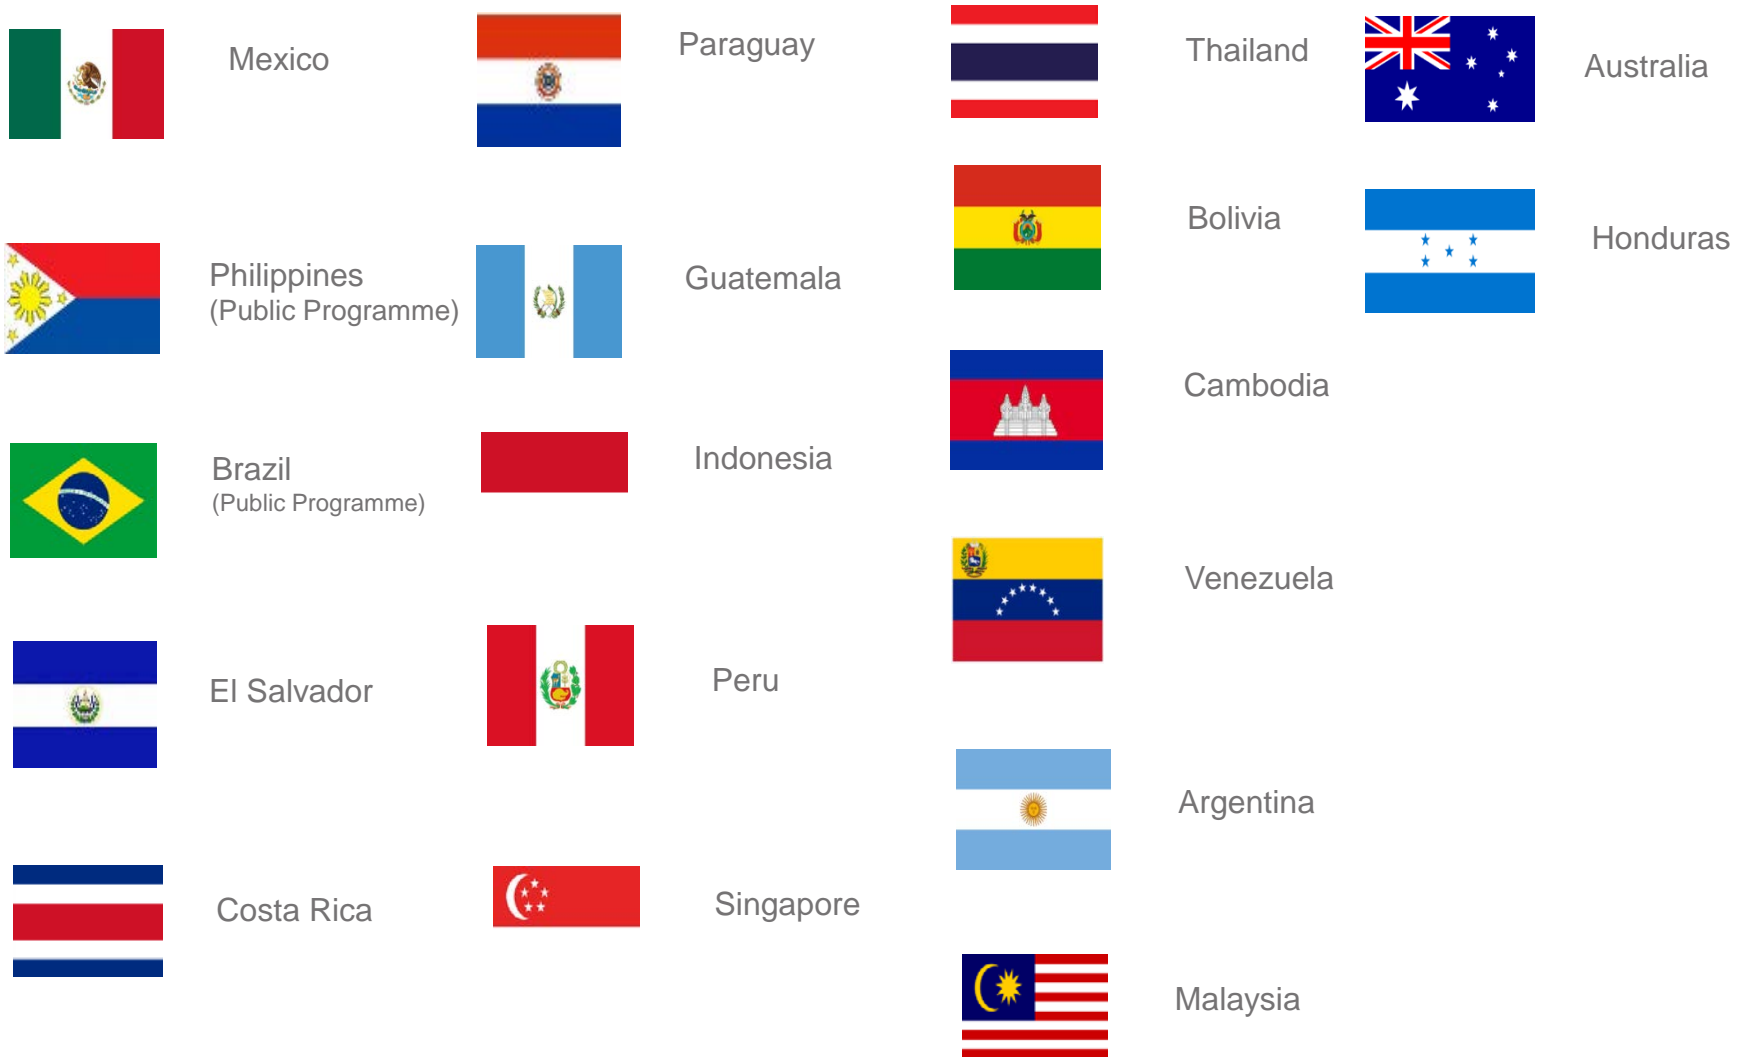 Mexico
Philippines
(Public Programme)
Brazil
(Public Programme)
El Salvador
Costa Rica
Paraguay
Guatemala
Indonesia
Peru
Singapore
Thailand
Bolivia
Cambodia
Venezuela
Argentina
Malaysia
Australia
Honduras